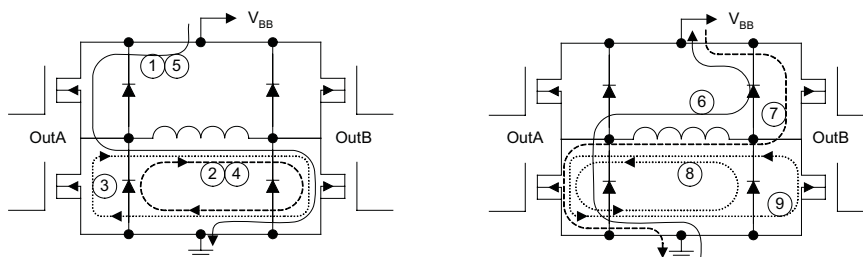 V_BB
① ⑤
OutA
OutB
② ④
③
V_BB
⑥
⑦
OutA
OutB
⑧
⑨